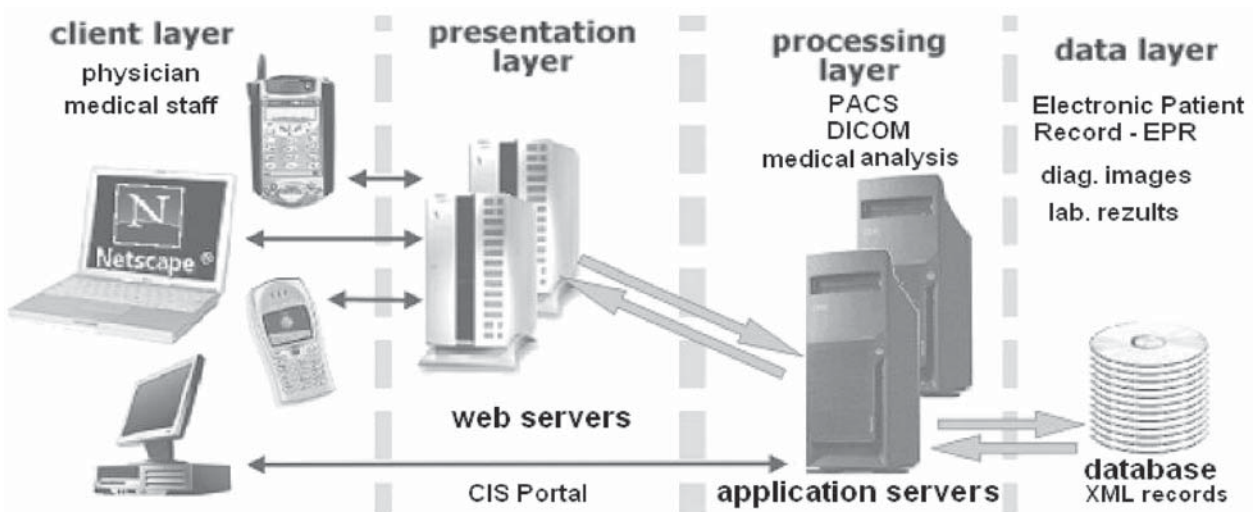 client layer
physician
medical staff
N
Netscape ®
presentation
layer
web servers
CIS Portal
processing
layer
PACS
DICOM
medical analysis
application servers
data layer
Electronic Patient
Record - EPR
diag. images
lab. rezults
database
XML records